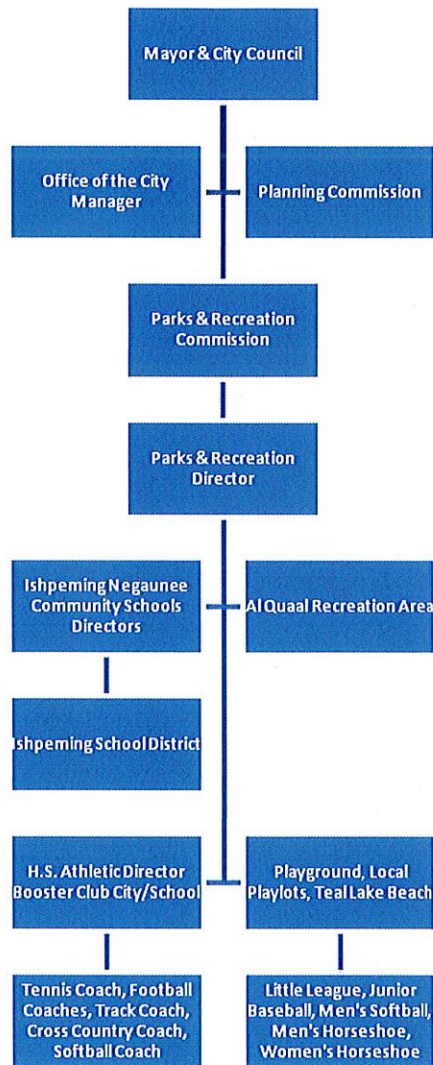 Mayor & City Council
Office of the City
Manager
Planning Commission
Parks & Recreation
Commission
Parks & Recreation
Director
Ishpeming Negaunee
Community Schools
Directors
Al Quaal Recreation Area
Ishpeming School District
H.S. Athletic Director
Booster Club City/School
Playground, Local
Playlots, Teal Lake Beach
Tennis Coach, Football
Coaches, Track Coach,
Cross Country Coach,
Softball Coach
Little League, Junior
Baseball, Men's Softball,
Men's Horseshoe,
Women's Horseshoe